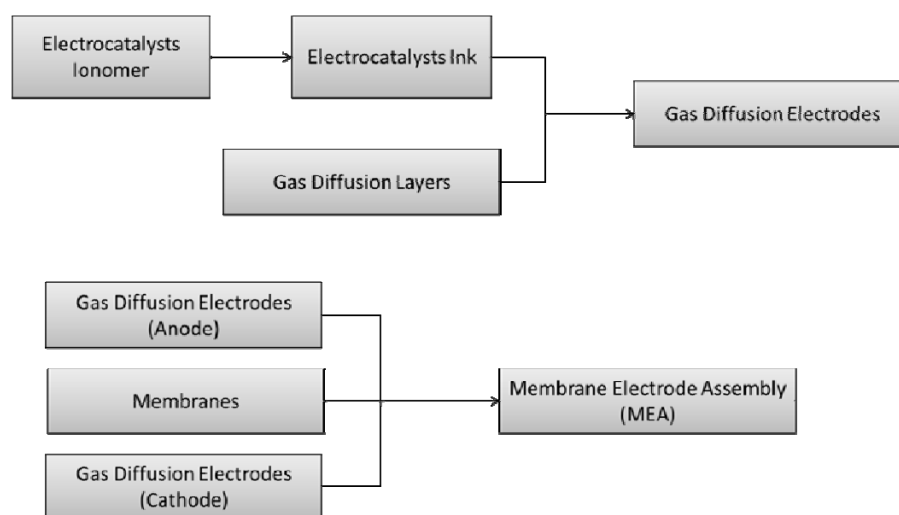 Electrocatalysts
Ionomer
Electrocatalysts Ink
Gas Diffusion Electrodes
Gas Diffusion Layers
Gas Diffusion Electrodes
(Anode)
Membranes
Membrane Electrode Assembly
(MEA)
Gas Diffusion Electrodes
(Cathode)